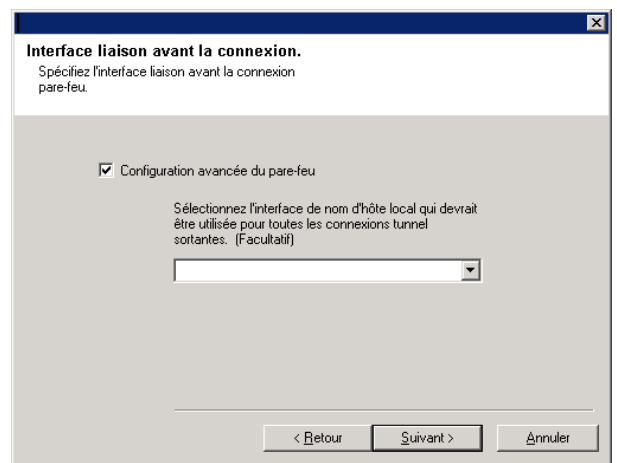 Interface liaison avant la connexion.
Spécifiez l'interface liaison avant la connexion
pare-feu.
Configuration avancée du pare-feu
Sélectionnez l'interface de nom d'hôte local qui devrait
être utilisée pour toutes les connexions tunnel
sortantes. (Facultatif)
< Retour Suivant > Annuler